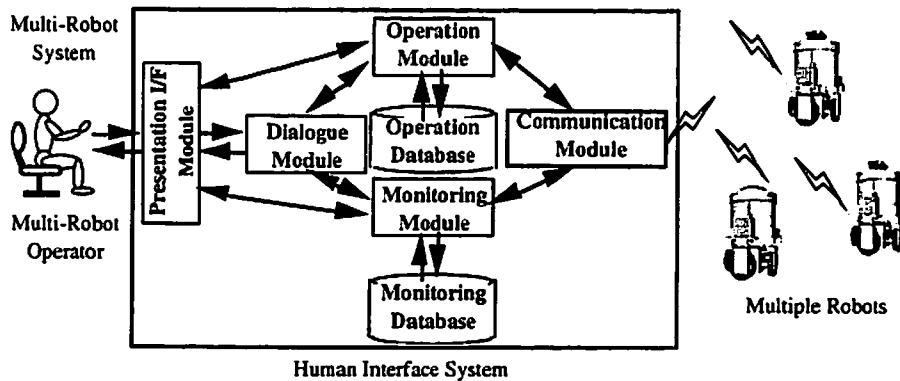 Multi-Robot
System
Multi-Robot
Operator
Presentation I/F
Module
Dialogue
Module
Operation
Module
Operation
Database
Monitoring
Module
Monitoring
Database
Communication
Module
Multiple Robots
Human Interface System